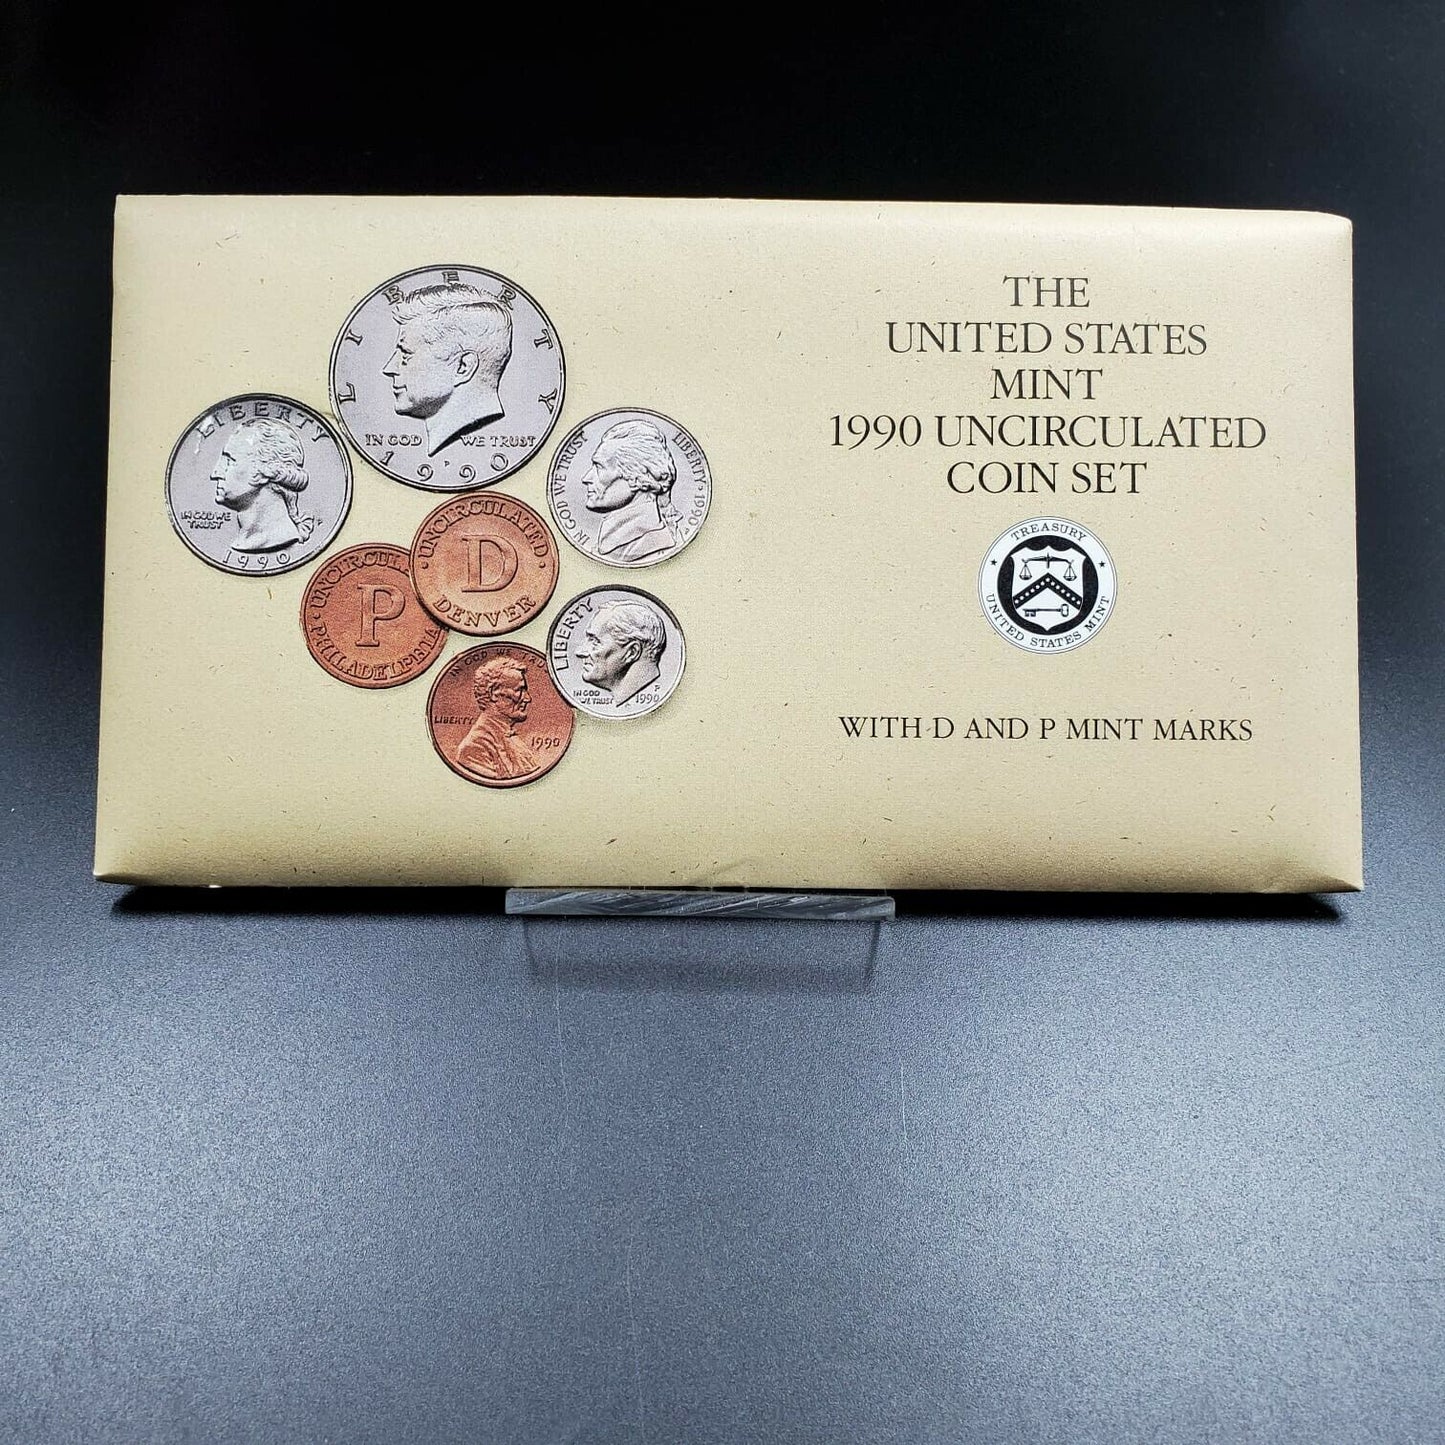 THE
UNITED STATES
MINT
1990 UNCIRCULATED
COIN SET
TREASURY
UNITED STATES MINT
WITH D AND P MINT MARKS
LIBERTY
IN GOD WE TRUST
1990
P
LIBERTY
IN GOD WE
TRUST
P
1990
IN GOD WE TRUST
LIBERTY · 1990
UNCIRCULATED
D
DENVER
P
PHILADELPHIA
LIBERTY
IN GOD
WE TRUST
P
1990
IN GOD WE
LIBERTY
1990